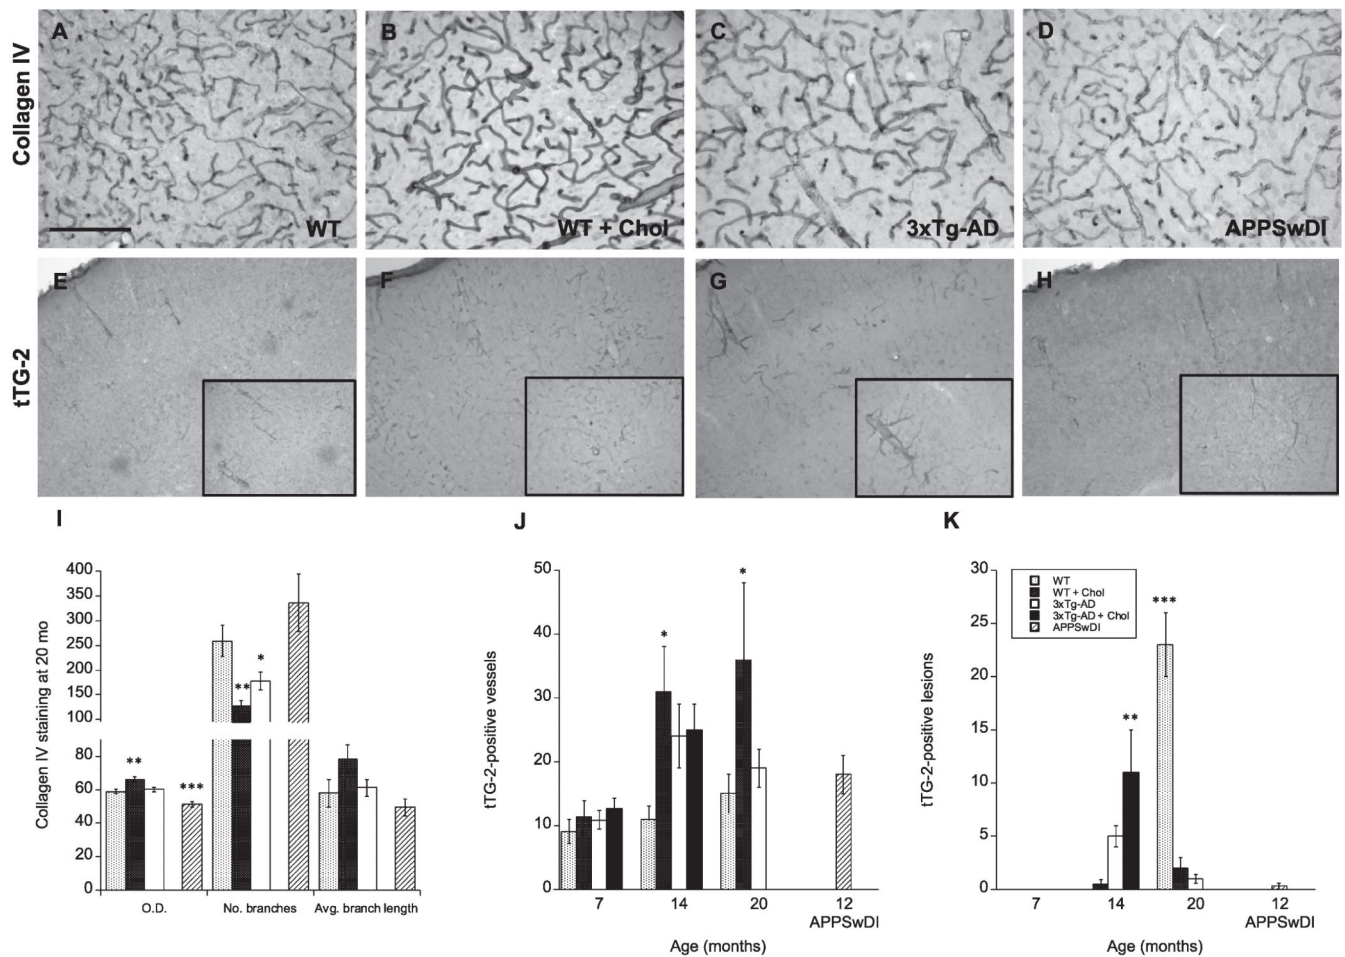 Collagen IV
A
WT
B
WT + Chol
C
3xTg-AD
D
APPSwDI
tTG-2
E
F
G
H
I
J
K
Collagen IV staining at 20 mo
400
350
300
250
200
150
100
80
60
40
20
0
**
***
**
*
O.D.
No. branches
Avg. branch length
tTG-2-positive vessels
50
40
30
20
10
0
*
*
7
14
20
12
APPSwDI
Age (months)
tTG-2-positive lesions
30
25
20
15
10
5
0
WT
WT + Chol
3xTg-AD
3xTg-AD + Chol
APPSwDI
**
***
7
14
20
12
APPSwDI
Age (months)